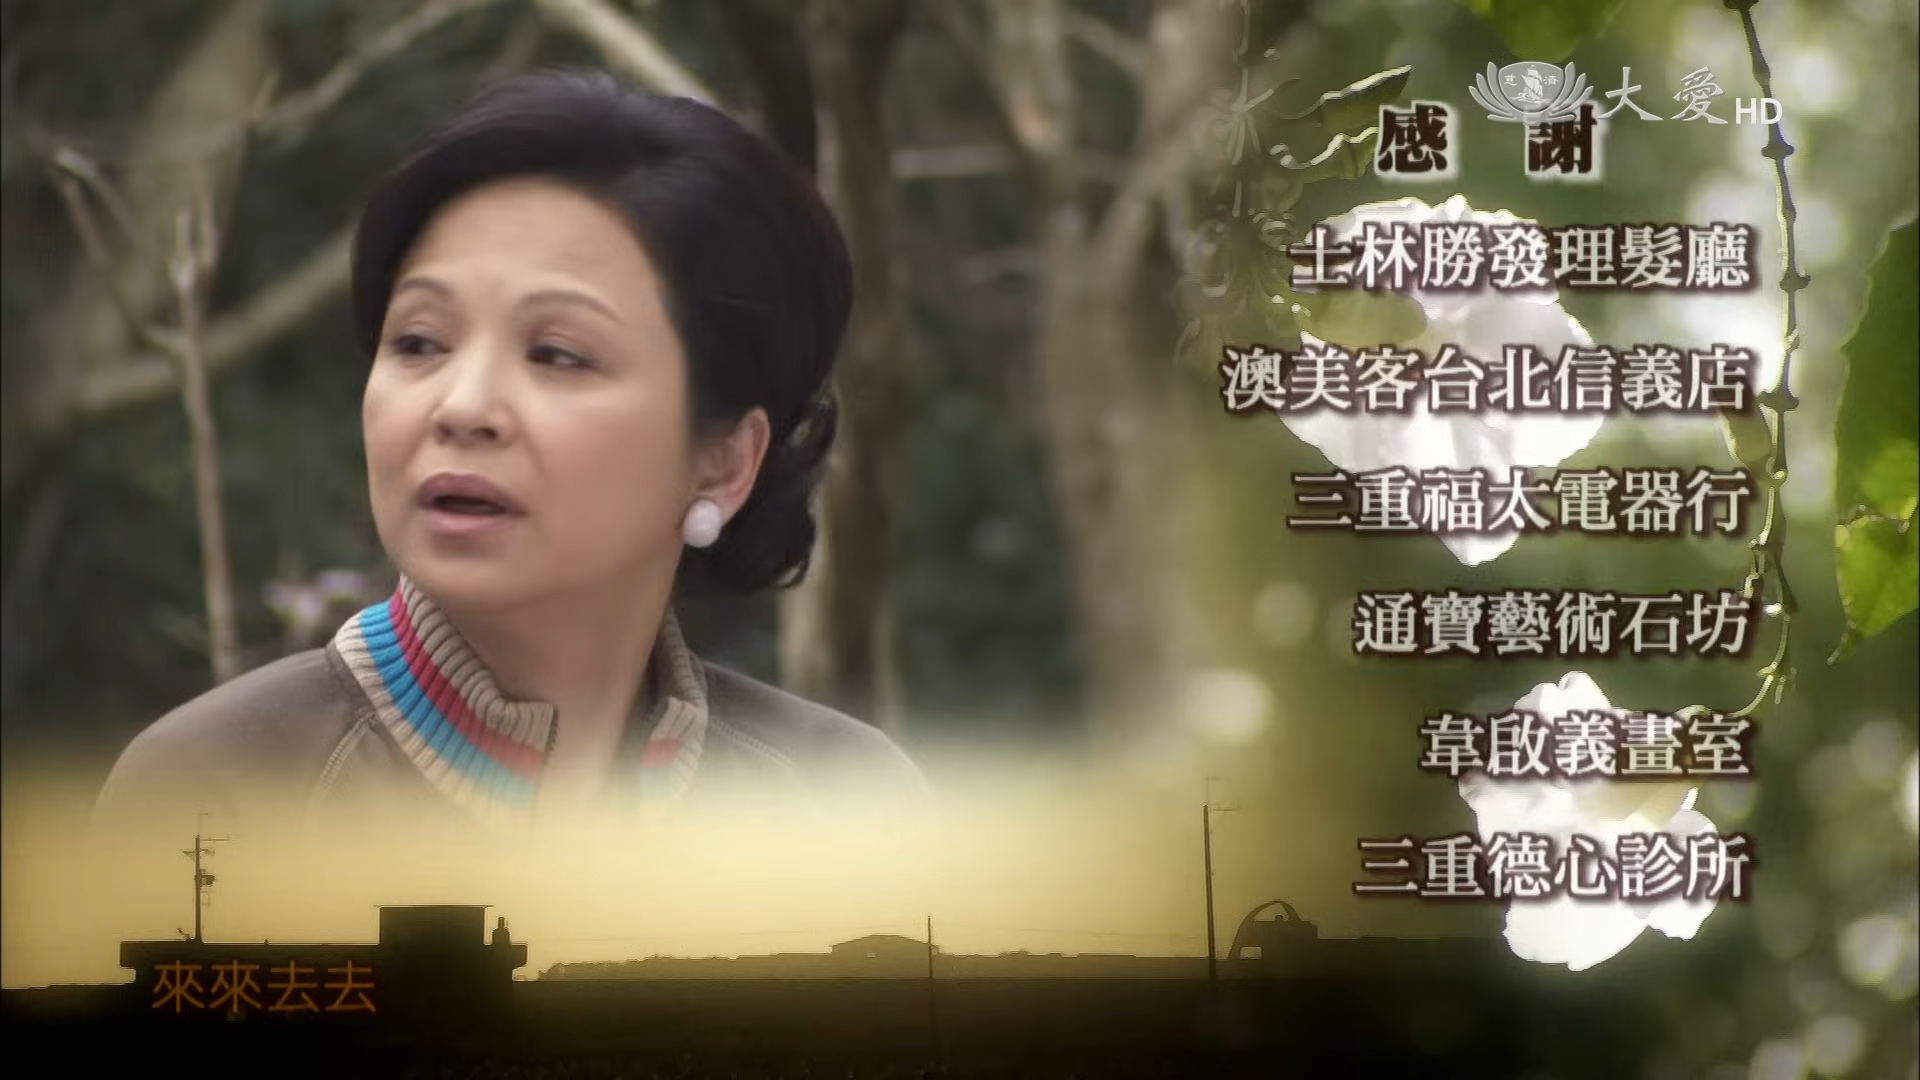 大愛HD
感 謝
士林勝發理髮廳
澳美客台北信義店
三重福太電器行
通寶藝術石坊
韋啟義畫室
三重德心診所
來來去去